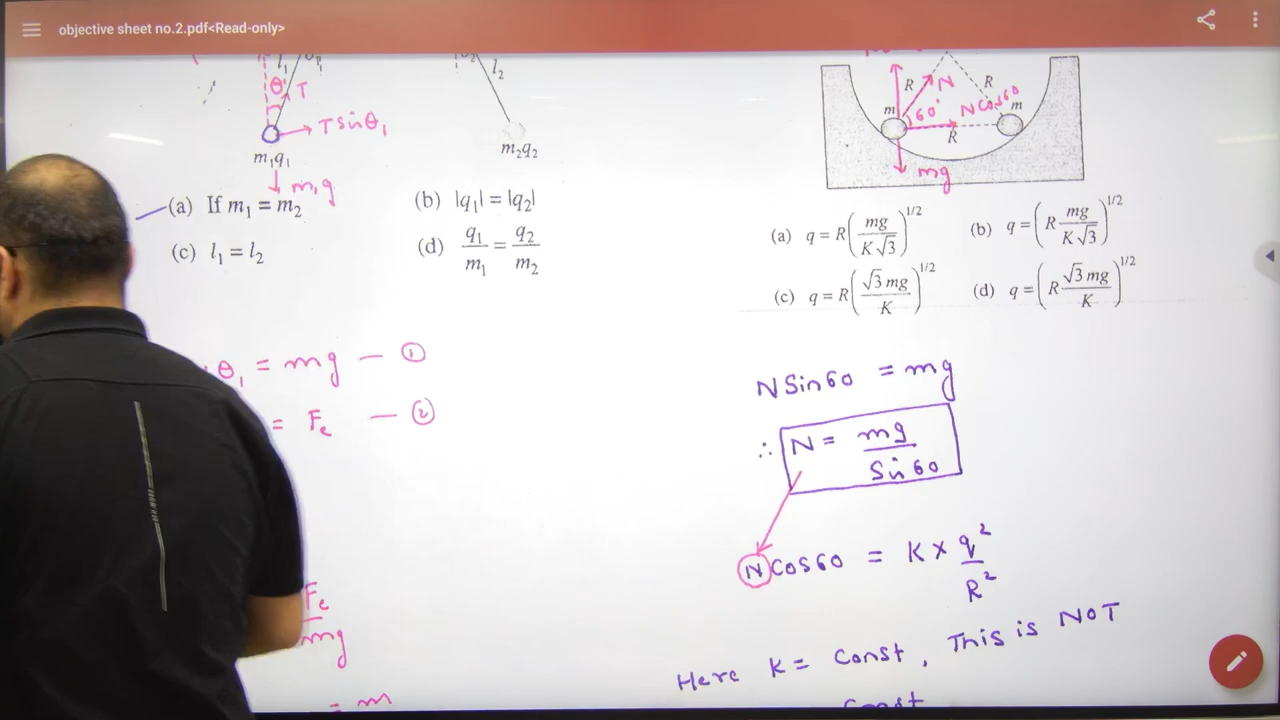 objective sheet no.2.pdf<Read-only>
l₁
θ'
T
T sinθ₁
m₁q₁
m₁g
l₂
m₂q₂
(a) If m₁ = m₂
(b) |q₁| = |q₂|
(c) l₁ = l₂
(d) q₁/m₁ = q₂/m₂
θ₁ = mg — ①
= Fe — ②
Fe/mg
= m
R
N
R
m
60°
N Cos60
m
R
mg
(a) q = R(mg/K√3)^1/2
(b) q = (R mg/K√3)^1/2
(c) q = R(√3 mg/K)^1/2
(d) q = (R √3 mg/K)^1/2
N Sin60 = mg
∴ N = mg/Sin60
N Cos60 = K × q²/R²
Here K = Const, This is NOT
Const